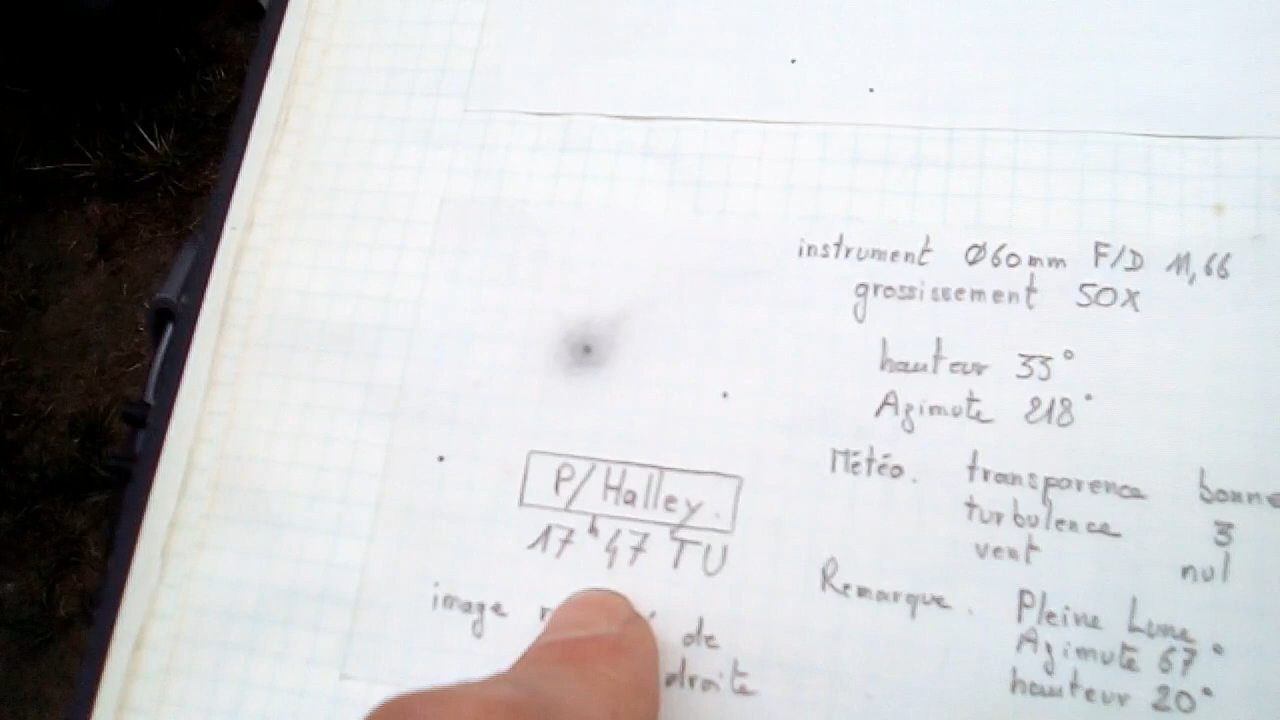 instrument Ø60mm F/D 11,66
grossissement 50X
hauteur 33°
Azimute 218°
Météo. transparence bonne
turbulence 3
vent nul
Remarque. Pleine Lune
Azimute 67°
hauteur 20°
P/Halley.
17h47 TU
image de
droite